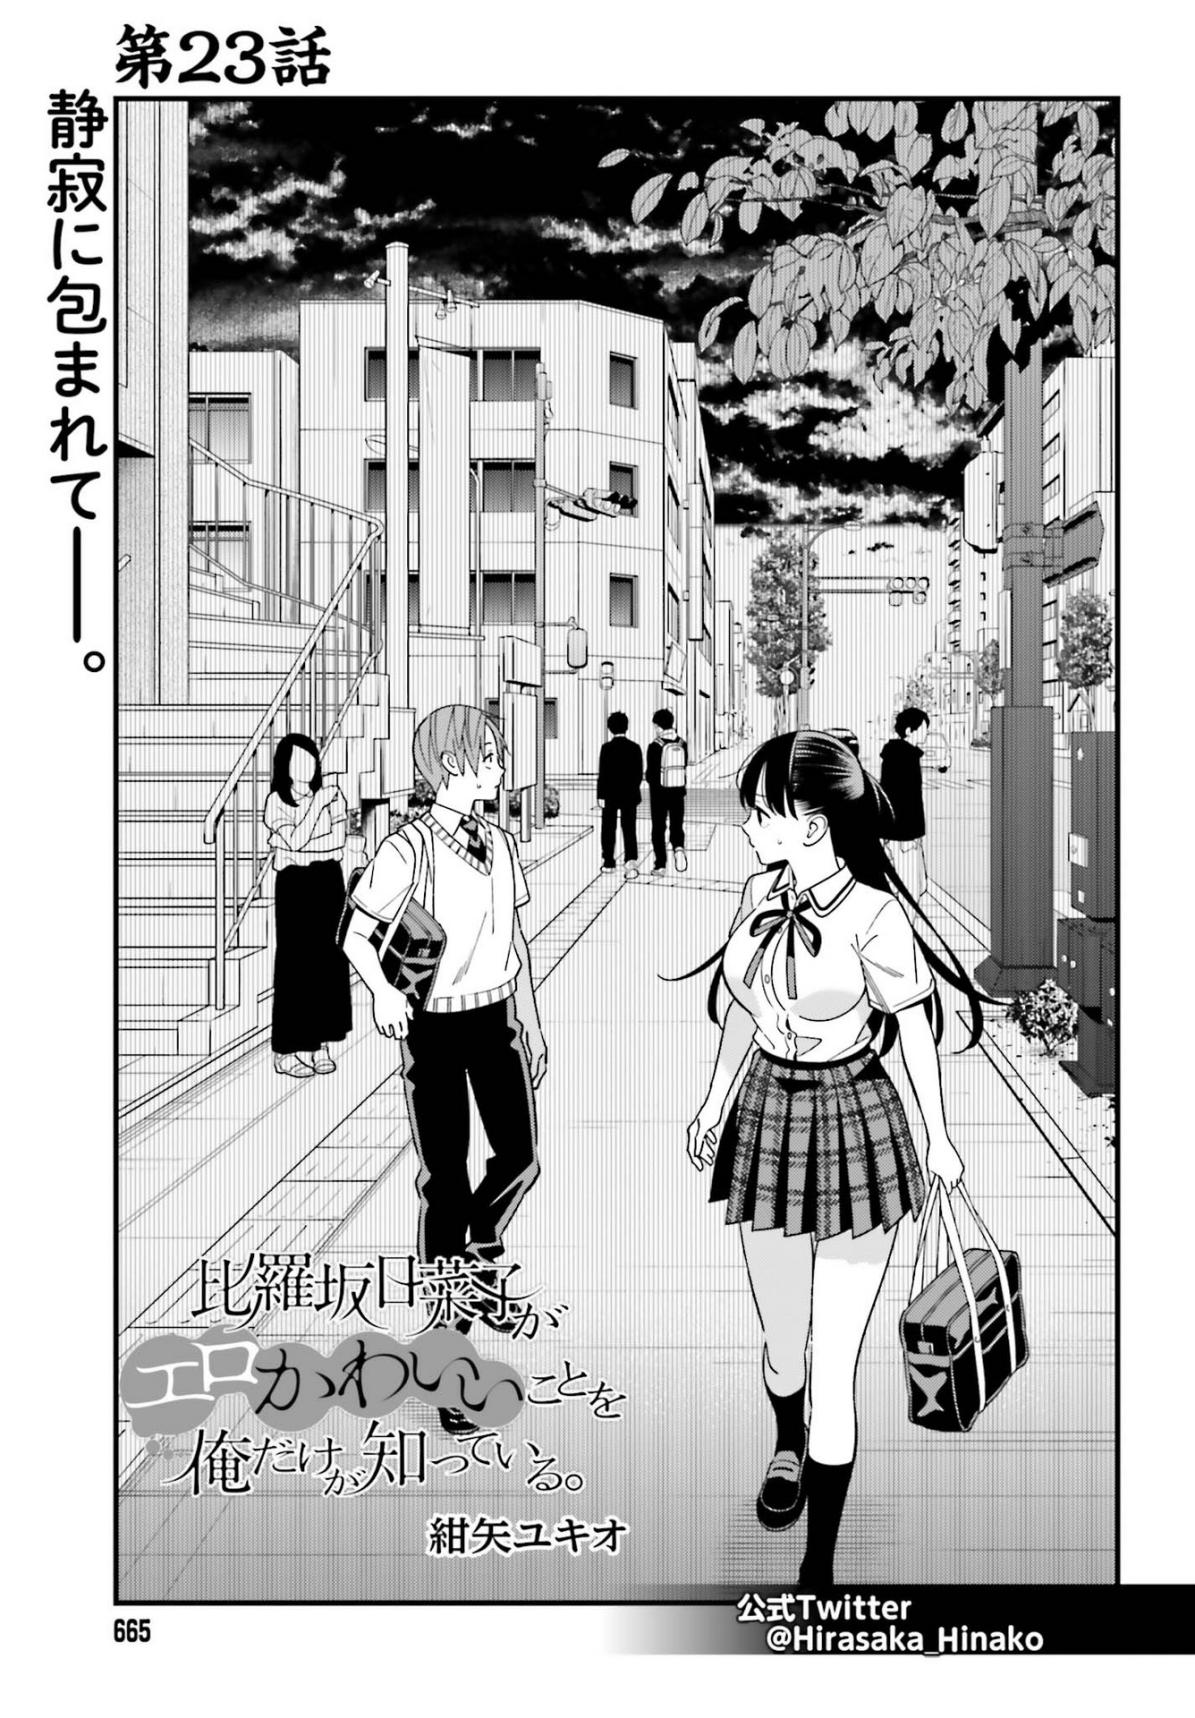 第23話
静寂に包まれて――。
比羅坂日菜子が
エロかわいいことを
俺だけが知っている。
紺矢ユキオ
公式Twitter
@Hirasaka_Hinako
665